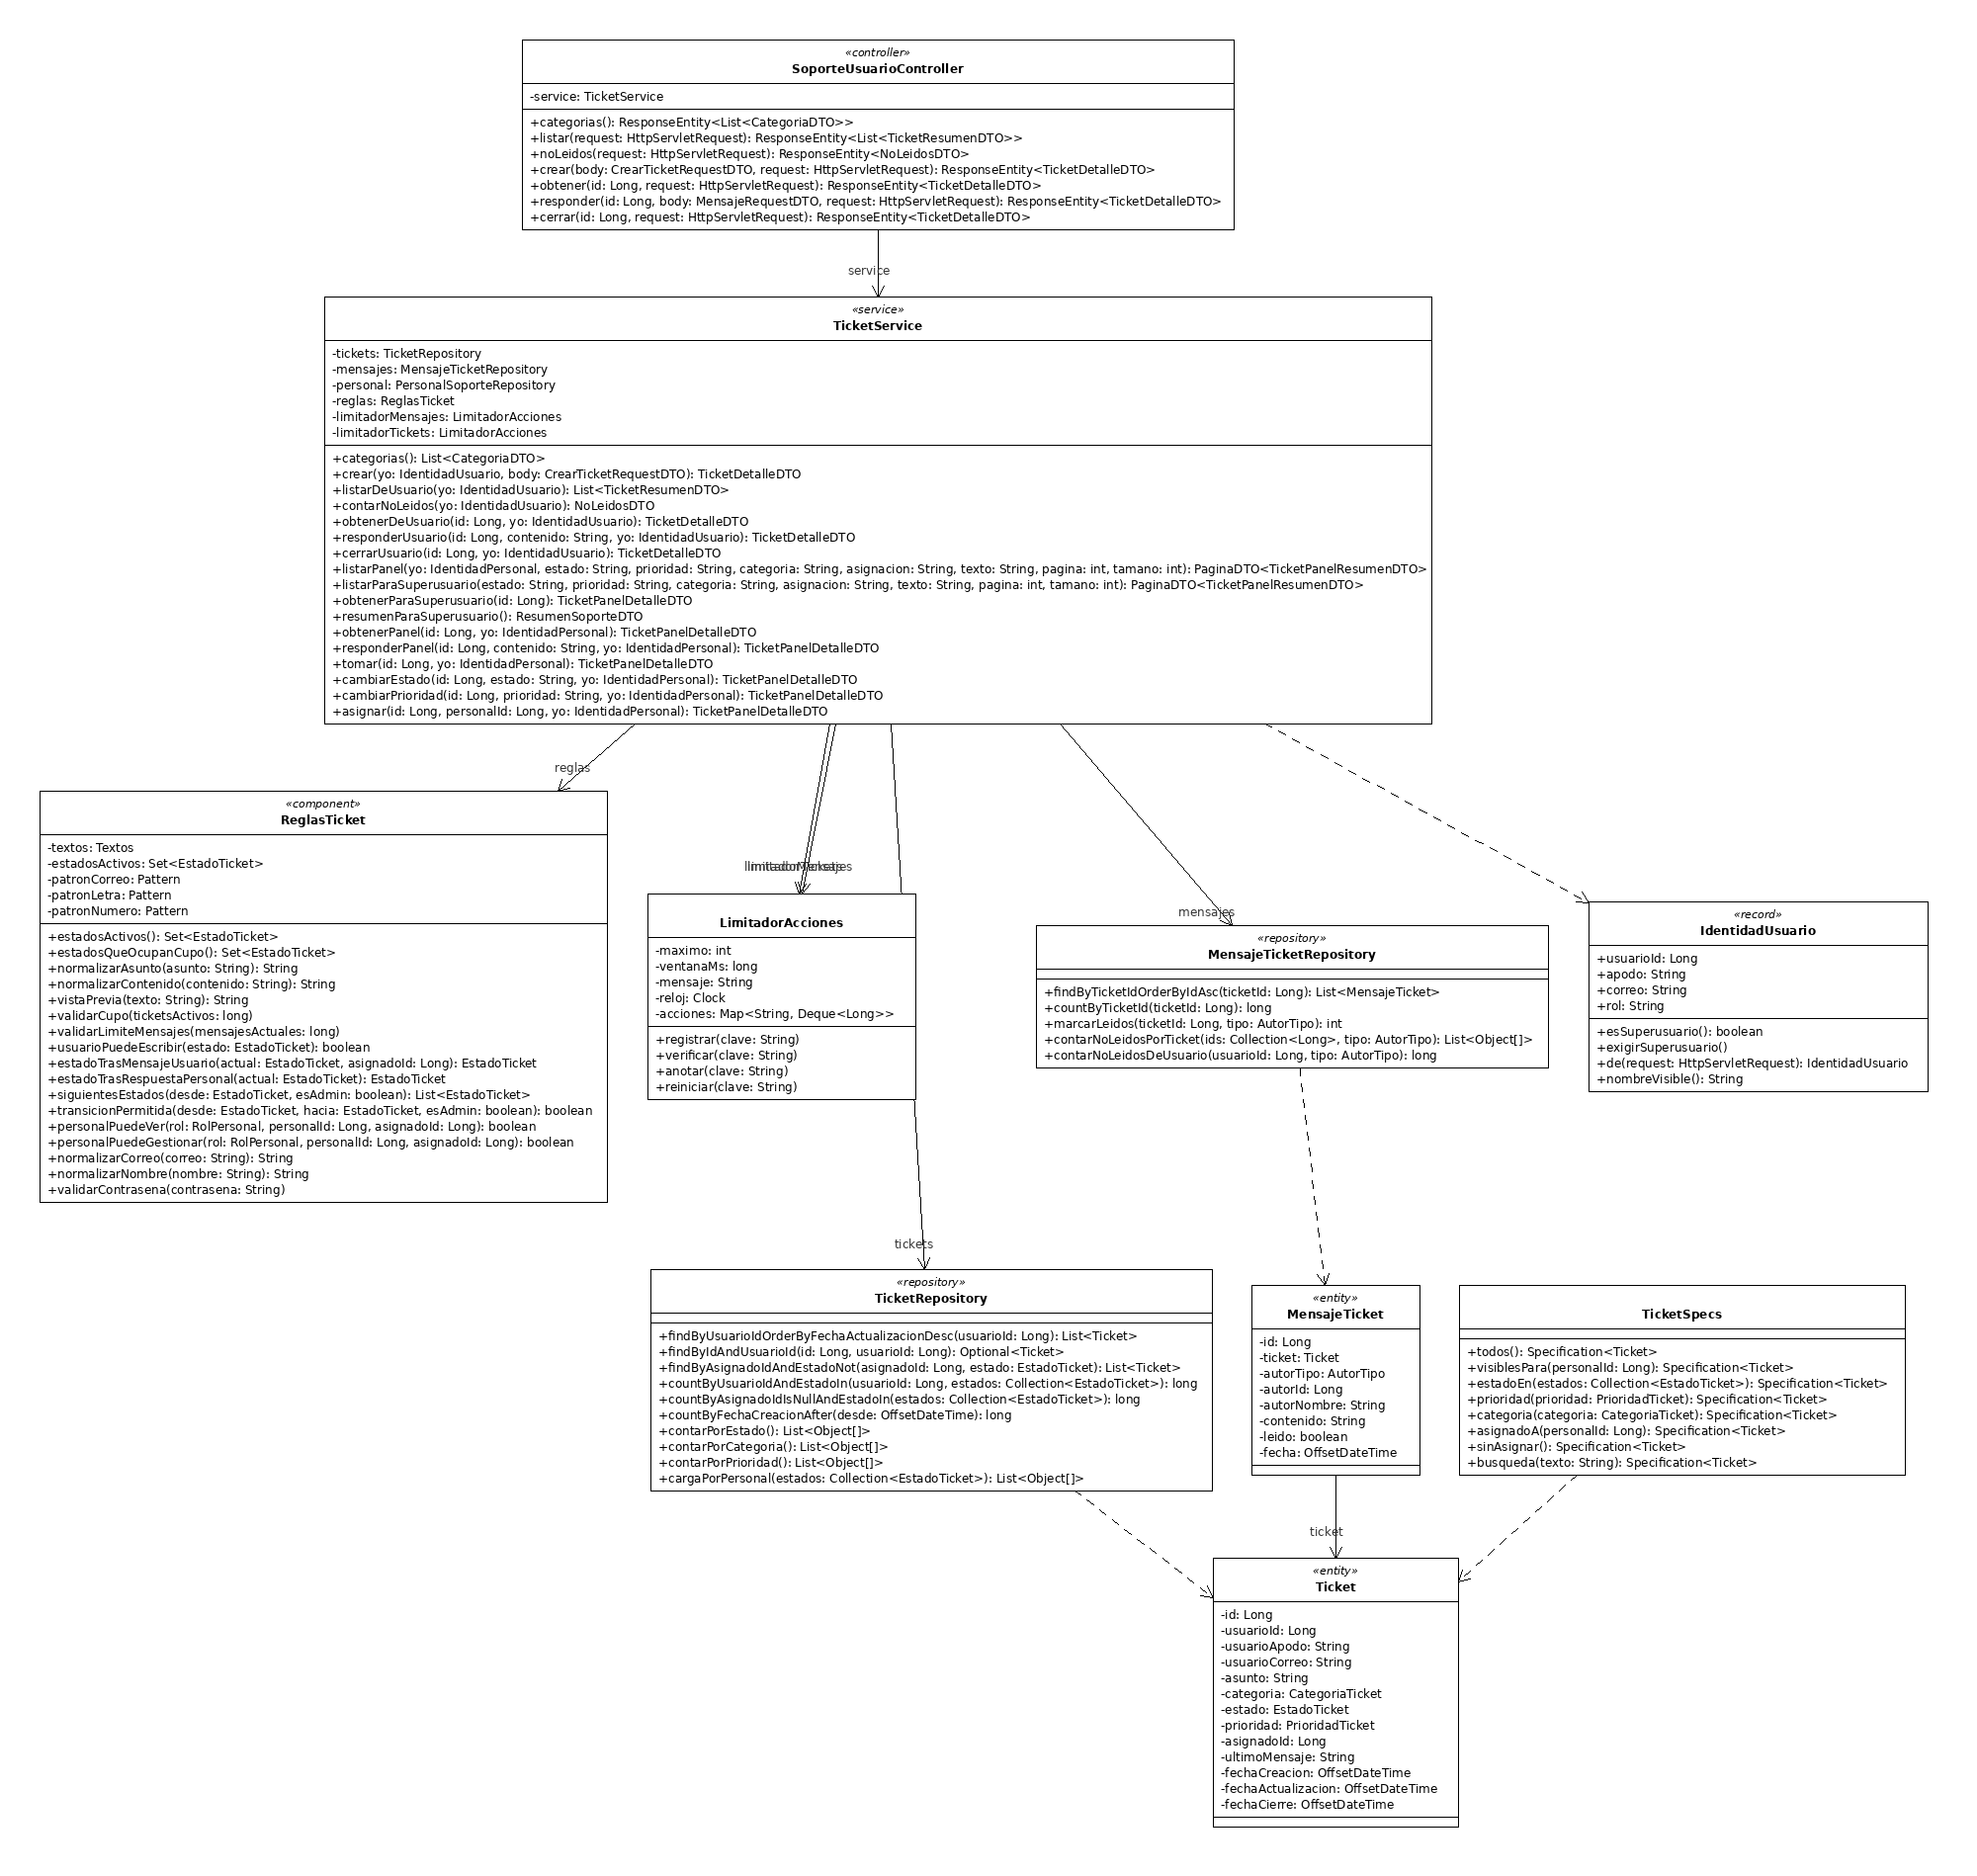 «controller»
SoporteUsuarioController
-service: TicketService
+categorias(): ResponseEntity<List<CategoriaDTO>>
+listar(request: HttpServletRequest): ResponseEntity<List<TicketResumenDTO>>
+noLeidos(request: HttpServletRequest): ResponseEntity<NoLeidosDTO>
+crear(body: CrearTicketRequestDTO, request: HttpServletRequest): ResponseEntity<TicketDetalleDTO>
+obtener(id: Long, request: HttpServletRequest): ResponseEntity<TicketDetalleDTO>
+responder(id: Long, body: MensajeRequestDTO, request: HttpServletRequest): ResponseEntity<TicketDetalleDTO>
+cerrar(id: Long, request: HttpServletRequest): ResponseEntity<TicketDetalleDTO>
service
«service»
TicketService
-tickets: TicketRepository
-mensajes: MensajeTicketRepository
-personal: PersonalSoporteRepository
-reglas: ReglasTicket
-limitadorMensajes: LimitadorAcciones
-limitadorTickets: LimitadorAcciones
+categorias(): List<CategoriaDTO>
+crear(yo: IdentidadUsuario, body: CrearTicketRequestDTO): TicketDetalleDTO
+listarDeUsuario(yo: IdentidadUsuario): List<TicketResumenDTO>
+contarNoLeidos(yo: IdentidadUsuario): NoLeidosDTO
+obtenerDeUsuario(id: Long, yo: IdentidadUsuario): TicketDetalleDTO
+responderUsuario(id: Long, contenido: String, yo: IdentidadUsuario): TicketDetalleDTO
+cerrarUsuario(id: Long, yo: IdentidadUsuario): TicketDetalleDTO
+listarPanel(yo: IdentidadPersonal, estado: String, prioridad: String, categoria: String, asignacion: String, texto: String, pagina: int, tamano: int): PaginaDTO<TicketPanelResumenDTO>
+listarParaSuperusuario(estado: String, prioridad: String, categoria: String, asignacion: String, texto: String, pagina: int, tamano: int): PaginaDTO<TicketPanelResumenDTO>
+obtenerParaSuperusuario(id: Long): TicketPanelDetalleDTO
+resumenParaSuperusuario(): ResumenSoporteDTO
+obtenerPanel(id: Long, yo: IdentidadPersonal): TicketPanelDetalleDTO
+responderPanel(id: Long, contenido: String, yo: IdentidadPersonal): TicketPanelDetalleDTO
+tomar(id: Long, yo: IdentidadPersonal): TicketPanelDetalleDTO
+cambiarEstado(id: Long, estado: String, yo: IdentidadPersonal): TicketPanelDetalleDTO
+cambiarPrioridad(id: Long, prioridad: String, yo: IdentidadPersonal): TicketPanelDetalleDTO
+asignar(id: Long, personalId: Long, yo: IdentidadPersonal): TicketPanelDetalleDTO
reglas
«component»
ReglasTicket
-textos: Textos
-estadosActivos: Set<EstadoTicket>
-patronCorreo: Pattern
-patronLetra: Pattern
-patronNumero: Pattern
+estadosActivos(): Set<EstadoTicket>
+estadosQueOcupanCupo(): Set<EstadoTicket>
+normalizarAsunto(asunto: String): String
+normalizarContenido(contenido: String): String
+vistaPrevia(texto: String): String
+validarCupo(ticketsActivos: long)
+validarLimiteMensajes(mensajesActuales: long)
+usuarioPuedeEscribir(estado: EstadoTicket): boolean
+estadoTrasMensajeUsuario(actual: EstadoTicket, asignadoId: Long): EstadoTicket
+estadoTrasRespuestaPersonal(actual: EstadoTicket): EstadoTicket
+siguientesEstados(desde: EstadoTicket, esAdmin: boolean): List<EstadoTicket>
+transicionPermitida(desde: EstadoTicket, hacia: EstadoTicket, esAdmin: boolean): boolean
+personalPuedeVer(rol: RolPersonal, personalId: Long, asignadoId: Long): boolean
+personalPuedeGestionar(rol: RolPersonal, personalId: Long, asignadoId: Long): boolean
+normalizarCorreo(correo: String): String
+normalizarNombre(nombre: String): String
+validarContrasena(contrasena: String)
LimitadorAcciones
-maximo: int
-ventanaMs: long
-mensaje: String
-reloj: Clock
-acciones: Map<String, Deque<Long>>
+registrar(clave: String)
+verificar(clave: String)
+anotar(clave: String)
+reiniciar(clave: String)
mensajes
«repository»
MensajeTicketRepository
+findByTicketIdOrderByIdAsc(ticketId: Long): List<MensajeTicket>
+countByTicketId(ticketId: Long): long
+marcarLeidos(ticketId: Long, tipo: AutorTipo): int
+contarNoLeidosPorTicket(ids: Collection<Long>, tipo: AutorTipo): List<Object[]>
+contarNoLeidosDeUsuario(usuarioId: Long, tipo: AutorTipo): long
«record»
IdentidadUsuario
+usuarioId: Long
+apodo: String
+correo: String
+rol: String
+esSuperusuario(): boolean
+exigirSuperusuario()
+de(request: HttpServletRequest): IdentidadUsuario
+nombreVisible(): String
tickets
«repository»
TicketRepository
+findByUsuarioIdOrderByFechaActualizacionDesc(usuarioId: Long): List<Ticket>
+findByIdAndUsuarioId(id: Long, usuarioId: Long): Optional<Ticket>
+findByAsignadoIdAndEstadoNot(asignadoId: Long, estado: EstadoTicket): List<Ticket>
+countByUsuarioIdAndEstadoIn(usuarioId: Long, estados: Collection<EstadoTicket>): long
+countByAsignadoIdIsNullAndEstadoIn(estados: Collection<EstadoTicket>): long
+countByFechaCreacionAfter(desde: OffsetDateTime): long
+contarPorEstado(): List<Object[]>
+contarPorCategoria(): List<Object[]>
+contarPorPrioridad(): List<Object[]>
+cargaPorPersonal(estados: Collection<EstadoTicket>): List<Object[]>
«entity»
MensajeTicket
-id: Long
-ticket: Ticket
-autorTipo: AutorTipo
-autorId: Long
-autorNombre: String
-contenido: String
-leido: boolean
-fecha: OffsetDateTime
TicketSpecs
+todos(): Specification<Ticket>
+visiblesPara(personalId: Long): Specification<Ticket>
+estadoEn(estados: Collection<EstadoTicket>): Specification<Ticket>
+prioridad(prioridad: PrioridadTicket): Specification<Ticket>
+categoria(categoria: CategoriaTicket): Specification<Ticket>
+asignadoA(personalId: Long): Specification<Ticket>
+sinAsignar(): Specification<Ticket>
+busqueda(texto: String): Specification<Ticket>
ticket
«entity»
Ticket
-id: Long
-usuarioId: Long
-usuarioApodo: String
-usuarioCorreo: String
-asunto: String
-categoria: CategoriaTicket
-estado: EstadoTicket
-prioridad: PrioridadTicket
-asignadoId: Long
-ultimoMensaje: String
-fechaCreacion: OffsetDateTime
-fechaActualizacion: OffsetDateTime
-fechaCierre: OffsetDateTime